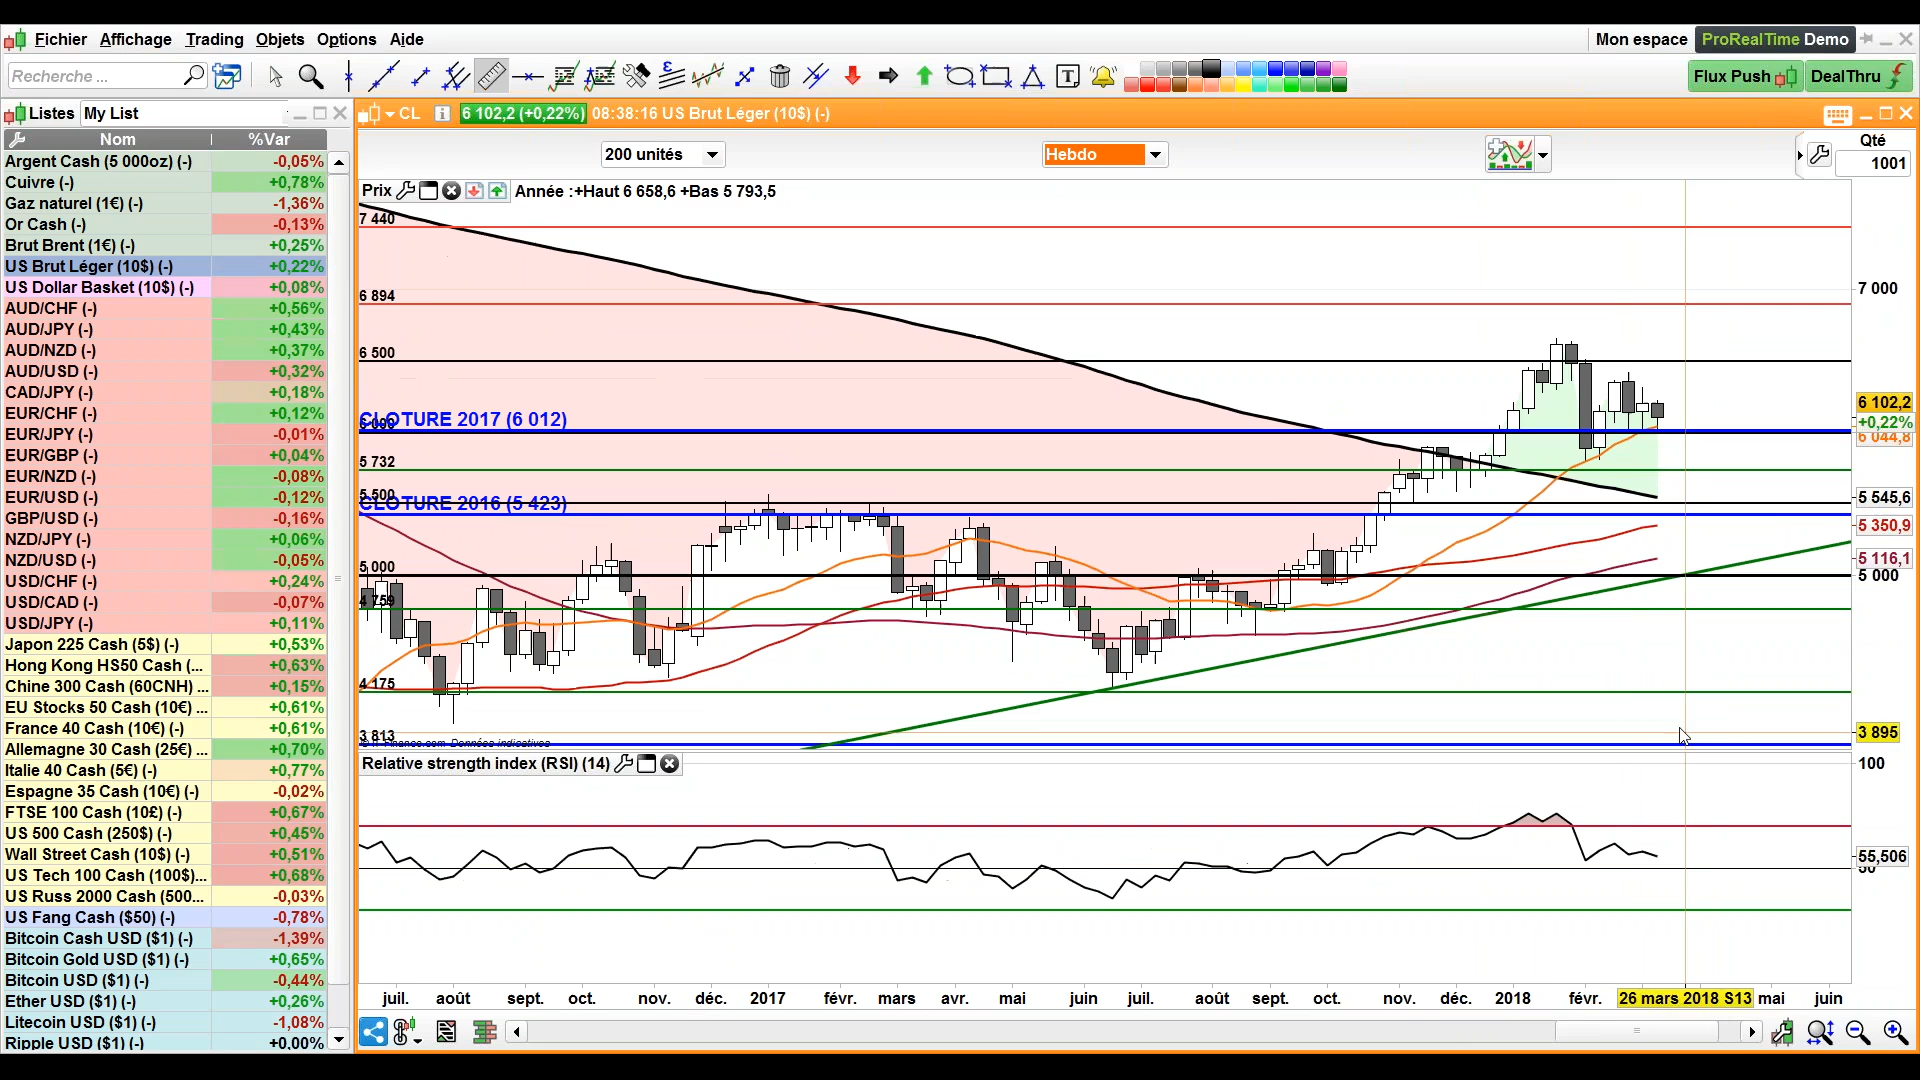 Fichier Affichage Trading Objets Options Aide
Mon espace ProRealTime Demo
Recherche ...
T
Flux Push DealThru
Listes My List
CL 6 102,2 (+0,22%) 08:38:16 US Brut Léger (10$) (-)
Nom %Var
200 unités
Hebdo
Qté
1001
Prix Année :+Haut 6 658,6 +Bas 5 793,5
Argent Cash (5 000oz) (-) -0,05%
Cuivre (-) +0,78%
Gaz naturel (1€) (-) -1,36%
Or Cash (-) -0,13%
Brut Brent (1€) (-) +0,25%
US Brut Léger (10$) (-) +0,22%
US Dollar Basket (10$) (-) +0,08%
AUD/CHF (-) +0,56%
AUD/JPY (-) +0,43%
AUD/NZD (-) +0,37%
AUD/USD (-) +0,32%
CAD/JPY (-) +0,18%
EUR/CHF (-) +0,12%
EUR/JPY (-) -0,01%
EUR/GBP (-) +0,04%
EUR/NZD (-) -0,08%
EUR/USD (-) -0,12%
GBP/USD (-) -0,16%
NZD/JPY (-) +0,06%
NZD/USD (-) -0,05%
USD/CHF (-) +0,24%
USD/CAD (-) -0,07%
USD/JPY (-) +0,11%
Japon 225 Cash (5$) (-) +0,53%
Hong Kong HS50 Cash (... +0,63%
Chine 300 Cash (60CNH) ... +0,15%
EU Stocks 50 Cash (10€) ... +0,61%
France 40 Cash (10€) (-) +0,61%
Allemagne 30 Cash (25€) ... +0,70%
Italie 40 Cash (5€) (-) +0,77%
Espagne 35 Cash (10€) (-) -0,02%
FTSE 100 Cash (10£) (-) +0,67%
US 500 Cash (250$) (-) +0,45%
Wall Street Cash (10$) (-) +0,51%
US Tech 100 Cash (100$)... +0,68%
US Russ 2000 Cash (500... -0,03%
US Fang Cash ($50) (-) -0,78%
Bitcoin Cash USD ($1) (-) -1,39%
Bitcoin Gold USD ($1) (-) +0,65%
Bitcoin USD ($1) (-) -0,44%
Ether USD ($1) (-) +0,26%
Litecoin USD ($1) (-) -1,08%
Ripple USD ($1) (-) +0,00%
7 440
6 894
6 500
CLOTURE 2017 (6 012)
6 000
5 732
5 500
CLOTURE 2016 (5 423)
5 000
4 759
4 175
3 813
© IT-Finance.com Données indicatives
7 000
6 102,2
+0,22%
6 044,8
5 545,6
5 350,9
5 116,1
5 000
3 895
Relative strength index (RSI) (14)
100
55,506
50
juil. août sept. oct. nov. déc. 2017 févr. mars avr. mai juin juil. août sept. oct. nov. déc. 2018 févr. 26 mars 2018 S13 mai juin